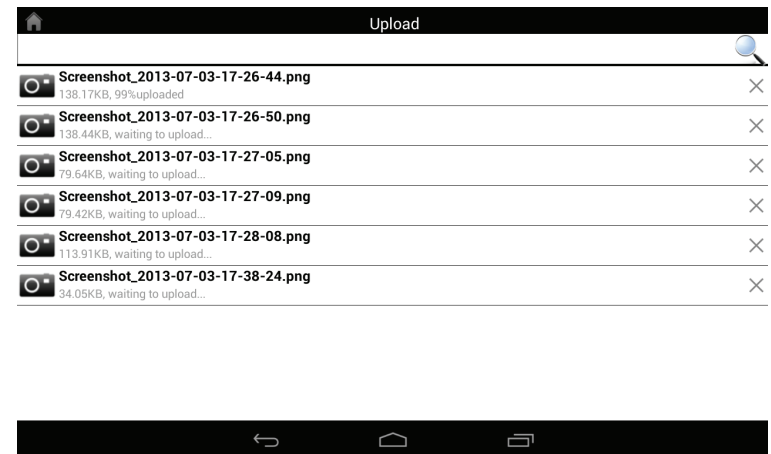 Upload
Screenshot_2013-07-03-17-26-44.png
138.17KB, 99%uploaded
Screenshot_2013-07-03-17-26-50.png
138.44KB, waiting to upload...
Screenshot_2013-07-03-17-27-05.png
79.64KB, waiting to upload...
Screenshot_2013-07-03-17-27-09.png
79.42KB, waiting to upload...
Screenshot_2013-07-03-17-28-08.png
113.91KB, waiting to upload...
Screenshot_2013-07-03-17-38-24.png
34.05KB, waiting to upload...